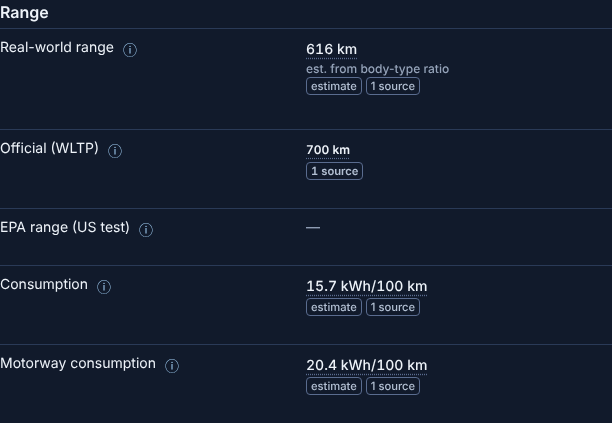 Range
Real-world range ⓘ
616 km
est. from body-type ratio
estimate 1 source
Official (WLTP) ⓘ
700 km
1 source
EPA range (US test) ⓘ
—
Consumption ⓘ
15.7 kWh/100 km
estimate 1 source
Motorway consumption ⓘ
20.4 kWh/100 km
estimate 1 source